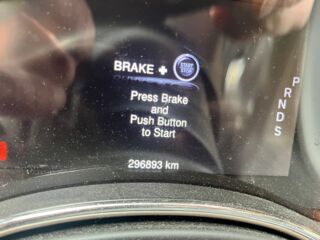 BRAKE + START STOP
Press Brake
and
Push Button
to Start
296893 km
P
R
N
D
S